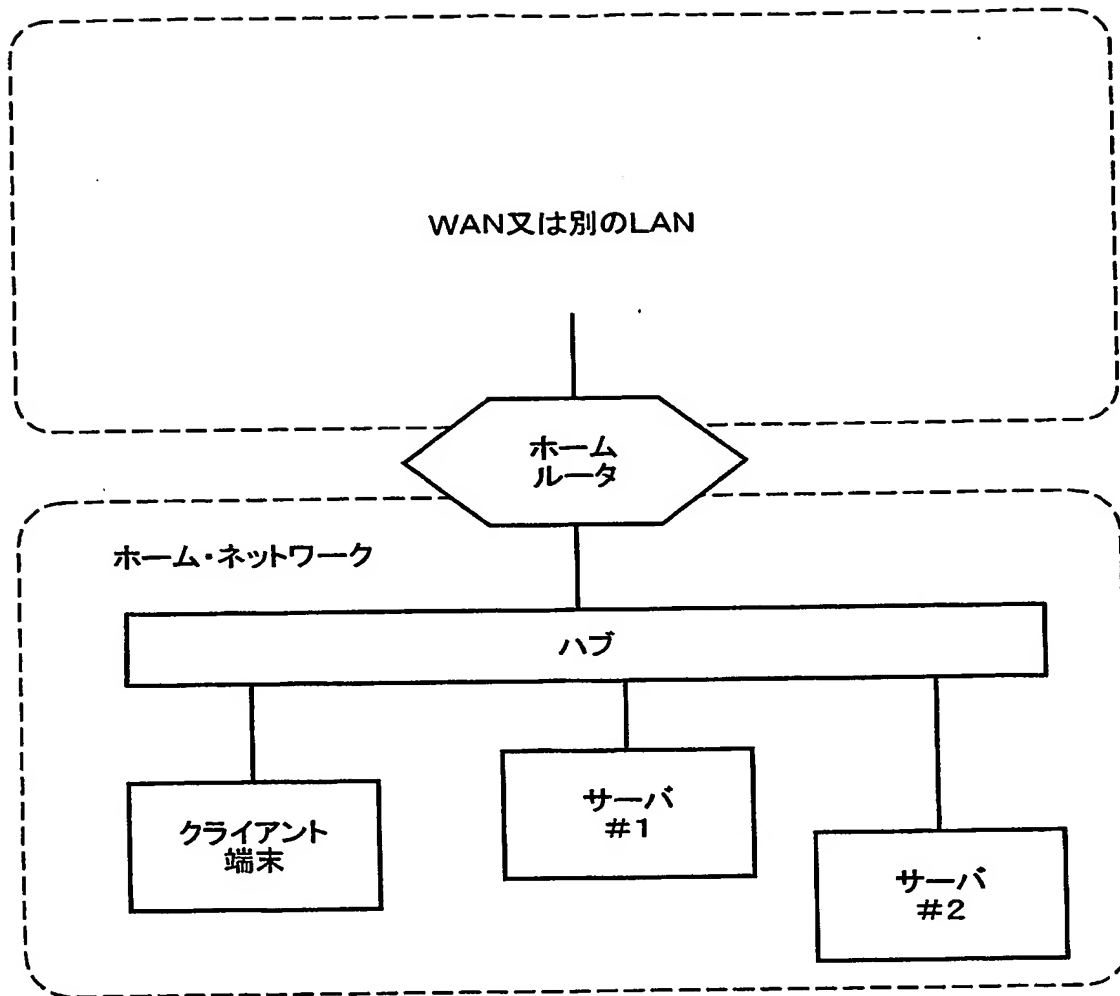 WAN又は別のLAN
ホーム
ルータ
ホーム・ネットワーク
ハブ
クライアント
端末
サーバ
#1
サーバ
#2